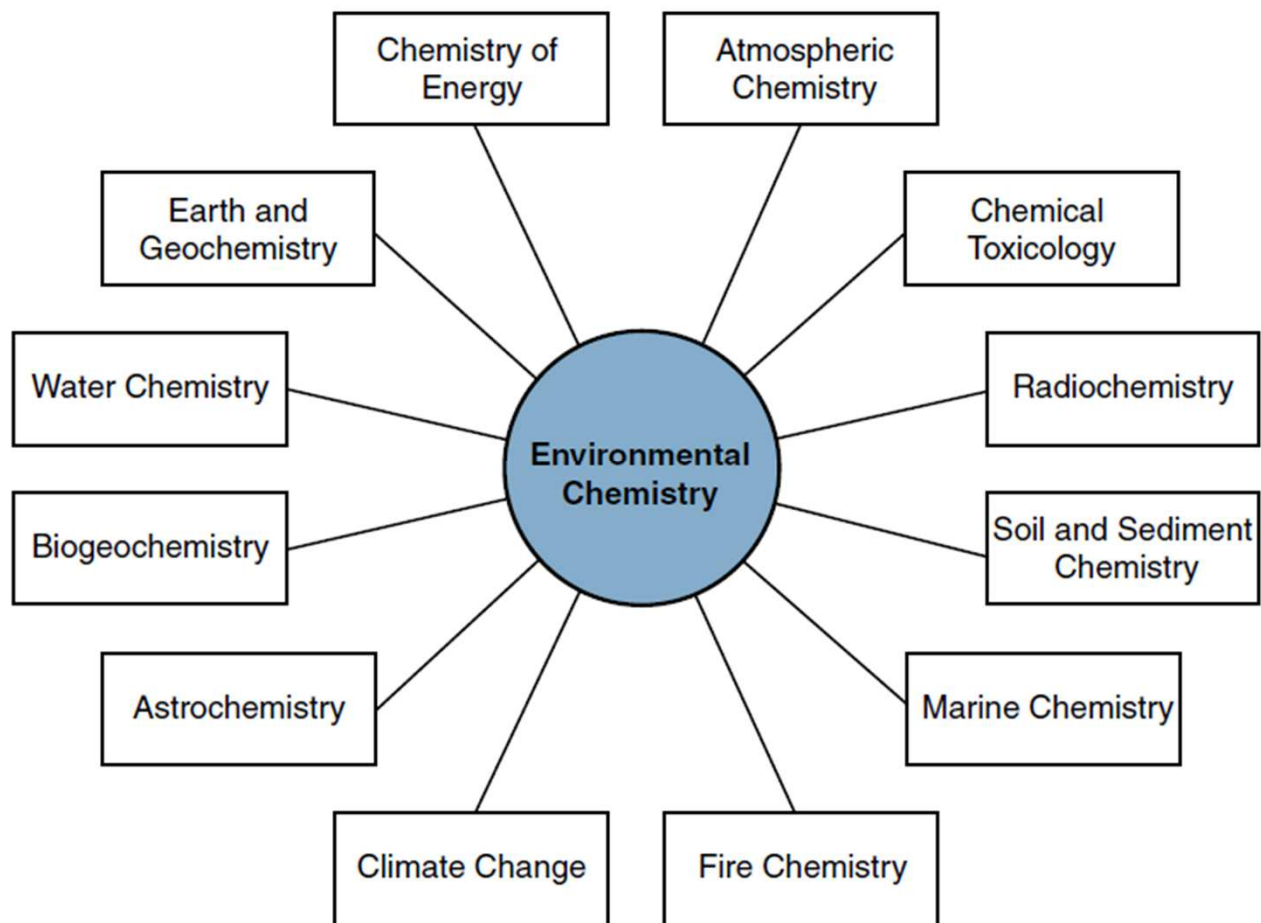 Chemistry of
Energy
Atmospheric
Chemistry
Earth and
Geochemistry
Chemical
Toxicology
Water Chemistry
Radiochemistry
Environmental
Chemistry
Biogeochemistry
Soil and Sediment
Chemistry
Astrochemistry
Marine Chemistry
Climate Change
Fire Chemistry